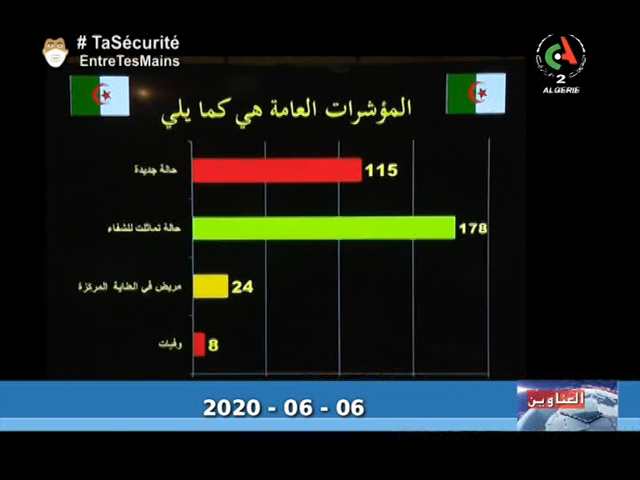 # TaSécurité
EntreTesMains
2
ALGERIE
المؤشرات العامة هي كما يلي
حالة جديدة
115
حالة تماثلت للشفاء
178
مريض في العناية المركزة
24
وفيات
8
2020 - 06 - 06
العناوين